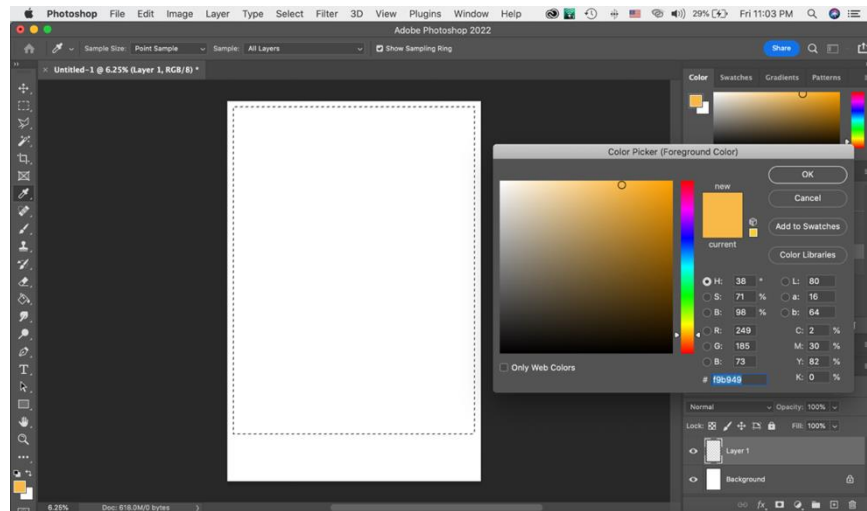 Photoshop File Edit Image Layer Type Select Filter 3D View Plugins Window Help 29% Fri 11:03 PM
Adobe Photoshop 2022
Sample Size: Point Sample Sample: All Layers Show Sampling Ring Share
× Untitled-1 @ 6.25% (Layer 1, RGB/8) *
Color Swatches Gradients Patterns
Color Picker (Foreground Color)
new
current
OK
Cancel
Add to Swatches
Color Libraries
H: 38 ° L: 80
S: 71 % a: 16
B: 98 % b: 64
R: 249 C: 2 %
G: 185 M: 30 %
B: 73 Y: 82 %
# f9b949 K: 0 %
Only Web Colors
Normal Opacity: 100%
Lock: Fill: 100%
Layer 1
Background
6.25% Doc: 618.0M/0 bytes